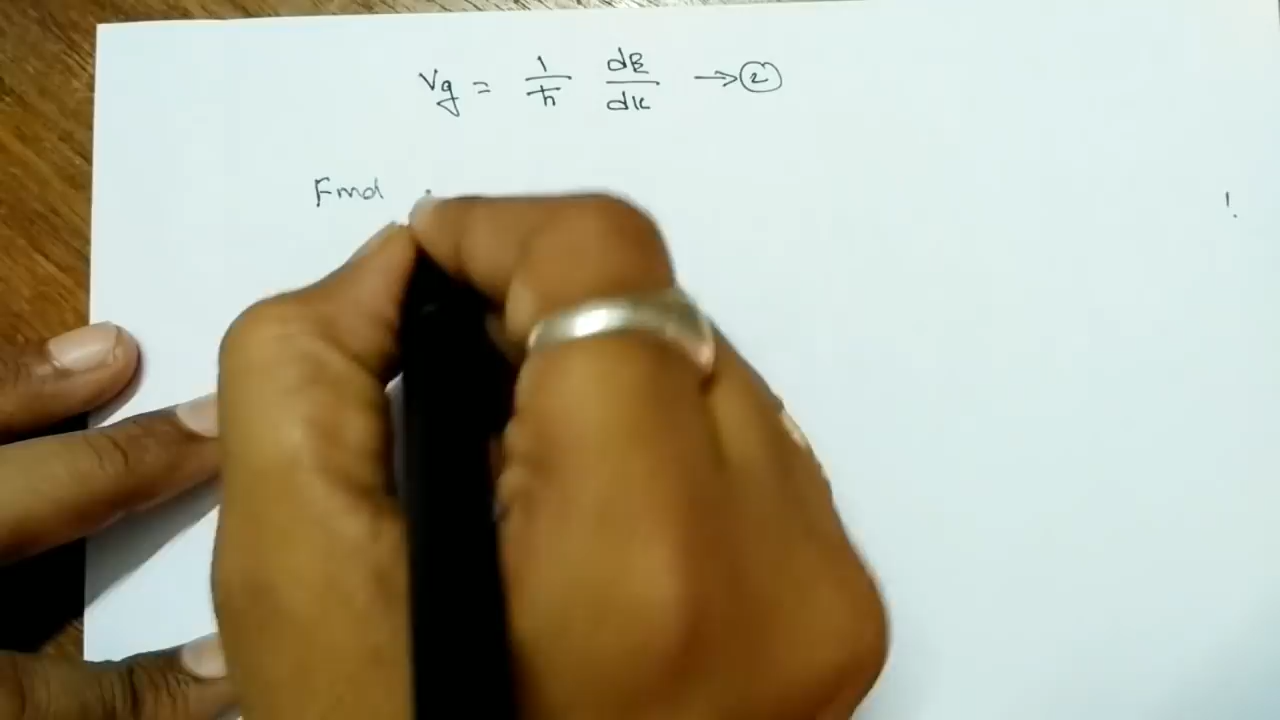 Vg = 1/ħ dE/dk → ②
Find